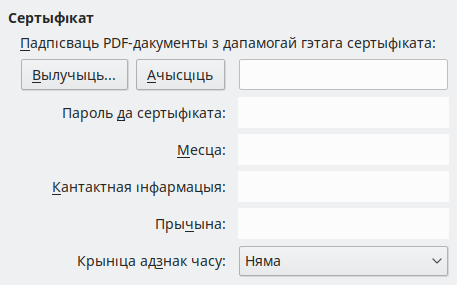 Сертыфікат
Падпісваць PDF-дакументы з дапамогай гэтага сертыфіката:
Вылучыць... Ачысціць
Пароль да сертыфіката:
Месца:
Кантактная інфармацыя:
Прычына:
Крыніца адзнак часу: Няма